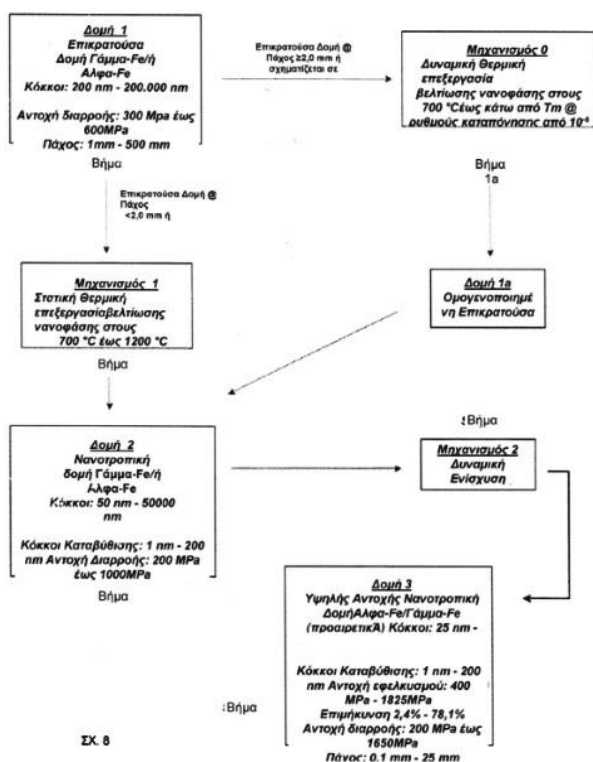 Δομή 1
Επικρατούσα
Δομή Γάμμα-Fe/ή
Αλφα-Fe
Κόκκοι: 200 nm - 200.000 nm
Αντοχή διαρροής: 300 Mpa έως
600MPa
Πάχος: 1mm - 500 mm
Βήμα
Επικρατούσα Δομή @
Πάχος ≥2,0 mm ή
σχηματίζεται σε
Μηχανισμός 0
Δυναμική Θερμική
επεξεργασία
βελτίωσης νανοφάσης στους
700 °Cέως κάτω από Tm @
ρυθμούς καταπόνησης από 10⁻⁶
Βήμα
1a
Επικρατούσα Δομή @
Πάχος
<2,0 mm ή
Μηχανισμός 1
Στατική Θερμική
επεξεργασίαβελτίωσης
νανοφάσης στους
700 °C έως 1200 °C
Βήμα
Δομή 1a
Ομογενοποιημέ
νη Επικρατούσα
Δομή 2
Νανοτροπική
δομή Γάμμα-Fe/ή
Άλφα-Fe
Κόκκοι: 50 nm - 50000
nm
Κόκκοι Καταβύθισης: 1 nm - 200
nm Αντοχή Διαρροής: 200 MPa
έως 1000MPa
Βήμα
Βήμα
Μηχανισμός 2
Δυναμική
Ενίσχυση
Δομή 3
Υψηλής Αντοχής Νανοτροπική
ΔομήΑλφα-Fe/Γάμμα-Fe
(προαιρετικΆ) Κόκκοι: 25 nm -
Κόκκοι Καταβύθισης: 1 nm - 200
nm Αντοχή εφελκυσμού: 400
MPa - 1825MPa
Επιμήκυνση 2,4% - 78,1%
Αντοχή διαρροής: 200 MPa έως
1650MPa
Πάχος: 0,1 mm - 25 mm
Βήμα
ΣΧ. 8